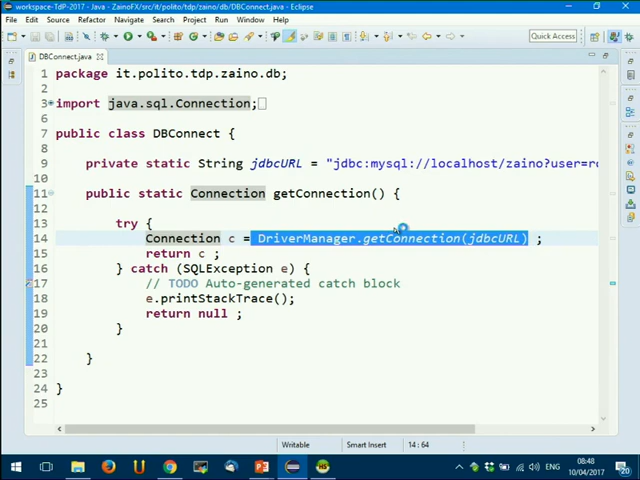 workspace-TdP-2017 - Java - ZainoFX/src/it/polito/tdp/zaino/db/DBConnect.java - Eclipse
File Edit Source Refactor Navigate Search Project Run Window Help
Quick Access
DBConnect.java
1 package it.polito.tdp.zaino.db;
2
3 import java.sql.Connection;
6
7 public class DBConnect {
8
9 private static String jdbcURL = "jdbc:mysql://localhost/zaino?user=ro
10
11 public static Connection getConnection() {
12
13 try {
14 Connection c = DriverManager.getConnection(jdbcURL) ;
15 return c ;
16 } catch (SQLException e) {
17 // TODO Auto-generated catch block
18 e.printStackTrace();
19 return null ;
20 }
21
22 }
23
24 }
25
Writable Smart Insert 14 : 64
ENG
08:48
10/04/2017
20